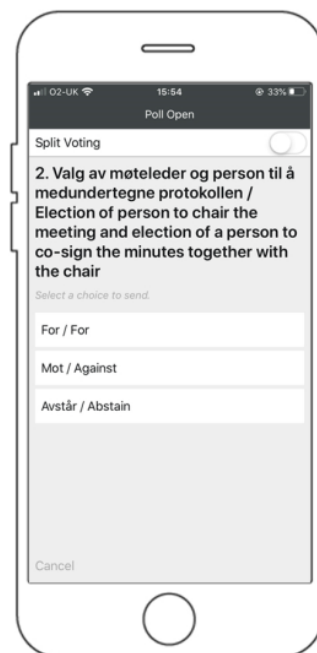 O2-UK 15:54 33%
Poll Open
Split Voting
2. Valg av møteleder og person til å
medundertegne protokollen /
Election of person to chair the
meeting and election of a person to
co-sign the minutes together with
the chair
Select a choice to send.
For / For
Mot / Against
Avstår / Abstain
Cancel